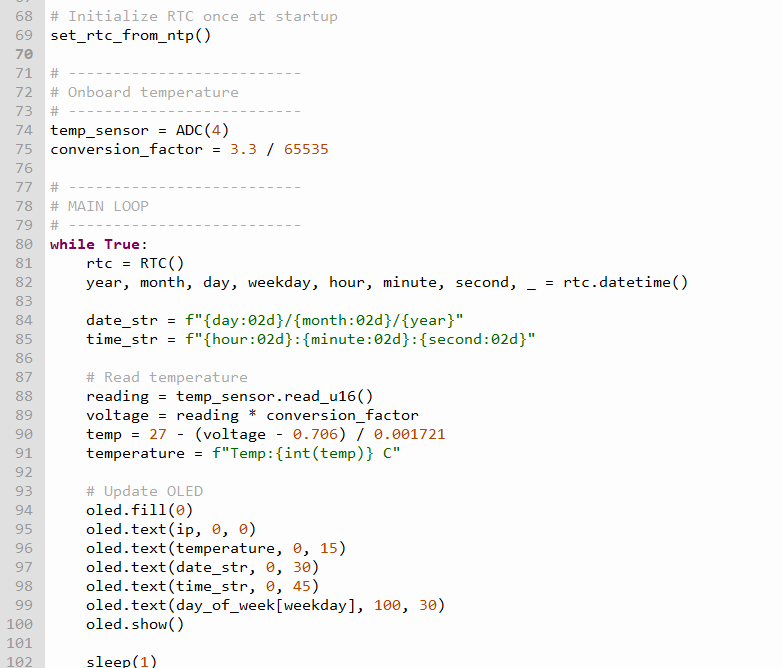 68 # Initialize RTC once at startup
69 set_rtc_from_ntp()
70
71 # --------------------------
72 # Onboard temperature
73 # --------------------------
74 temp_sensor = ADC(4)
75 conversion_factor = 3.3 / 65535
76
77 # --------------------------
78 # MAIN LOOP
79 # --------------------------
80 while True:
81     rtc = RTC()
82     year, month, day, weekday, hour, minute, second, _ = rtc.datetime()
83
84     date_str = f"{day:02d}/{month:02d}/{year}"
85     time_str = f"{hour:02d}:{minute:02d}:{second:02d}"
86
87     # Read temperature
88     reading = temp_sensor.read_u16()
89     voltage = reading * conversion_factor
90     temp = 27 - (voltage - 0.706) / 0.001721
91     temperature = f"Temp:{int(temp)} C"
92
93     # Update OLED
94     oled.fill(0)
95     oled.text(ip, 0, 0)
96     oled.text(temperature, 0, 15)
97     oled.text(date_str, 0, 30)
98     oled.text(time_str, 0, 45)
99     oled.text(day_of_week[weekday], 100, 30)
100     oled.show()
101
102     sleep(1)